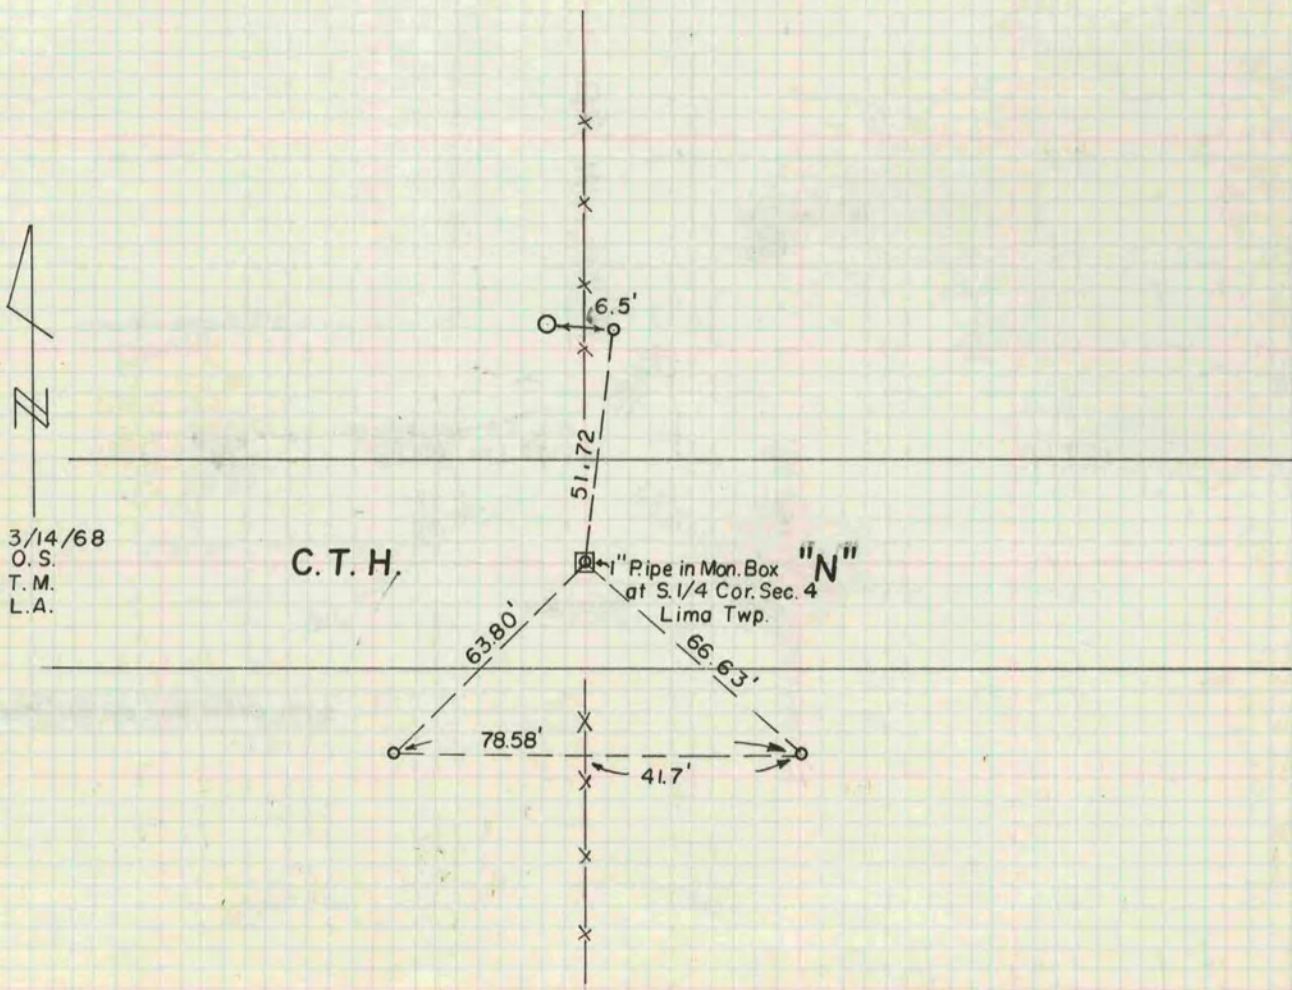 6.5'
51.72
N
3/14/68
O.S.
T.M.
L.A.
C.T.H.
"N"
1" Pipe in Mon. Box
at S. 1/4 Cor. Sec. 4
Lima Twp.
63.80'
66.63'
78.58'
41.7'